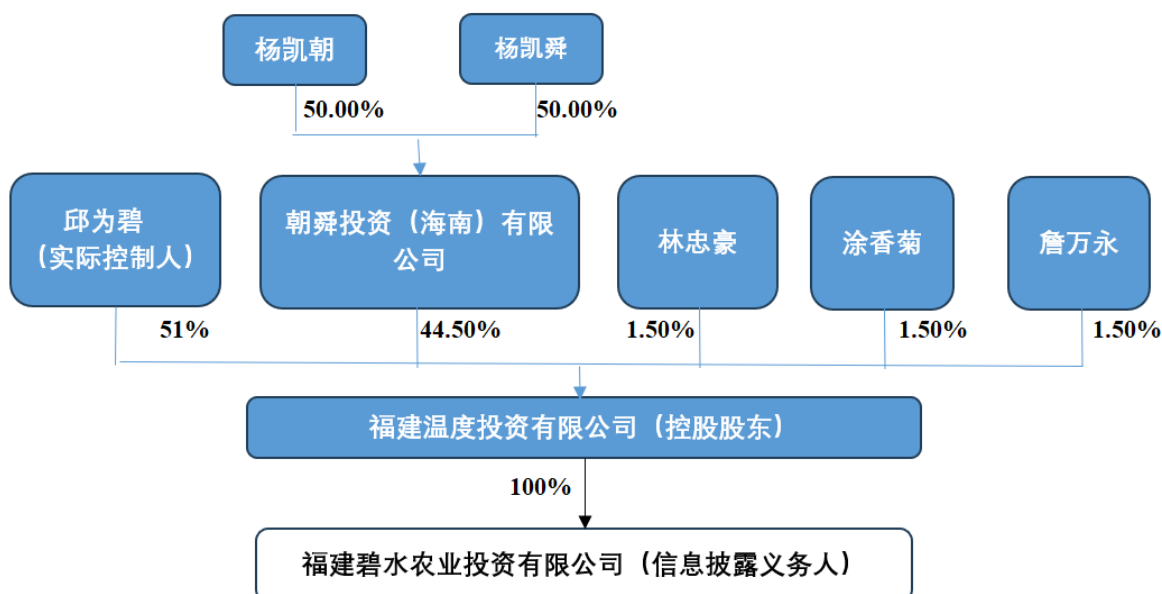 杨凯朝
杨凯舜
50.00%
50.00%
邱为碧
（实际控制人）
朝舜投资（海南）有限
公司
林忠豪
涂香菊
詹万永
51%
44.50%
1.50%
1.50%
1.50%
福建温度投资有限公司（控股股东）
100%
福建碧水农业投资有限公司（信息披露义务人）